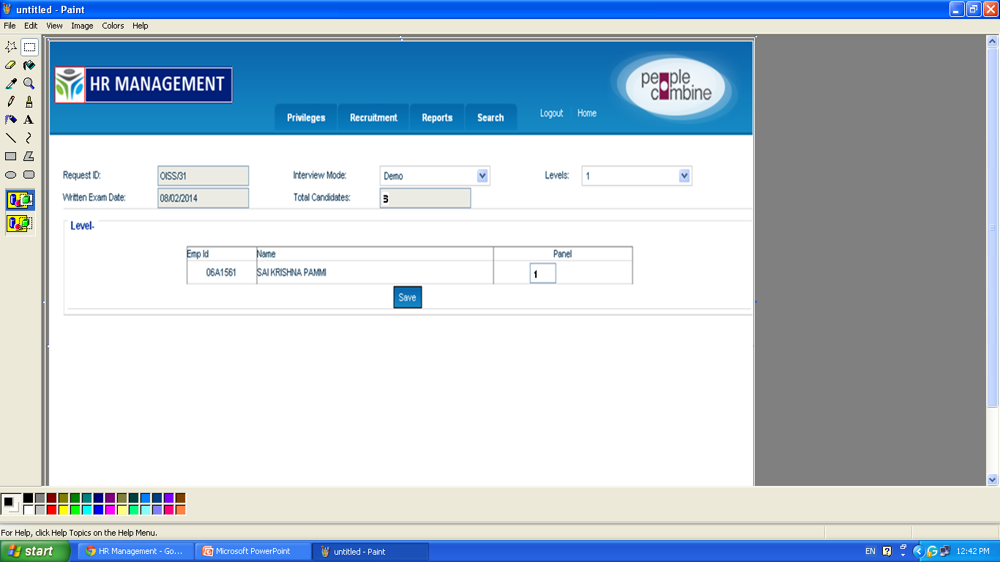 untitled - Paint
File Edit View Image Colors Help
HR MANAGEMENT
people combine
Privileges Recruitment Reports Search Logout Home
Request ID: OISS/31 Interview Mode: Demo Levels: 1
Written Exam Date: 08/02/2014 Total Candidates: 3
Level-
Emp Id Name Panel
06A1561 SAI KRISHNA PAMMI 1
Save
For Help, click Help Topics on the Help Menu.
start HR Management - Go... Microsoft PowerPoint untitled - Paint EN 12:42 PM